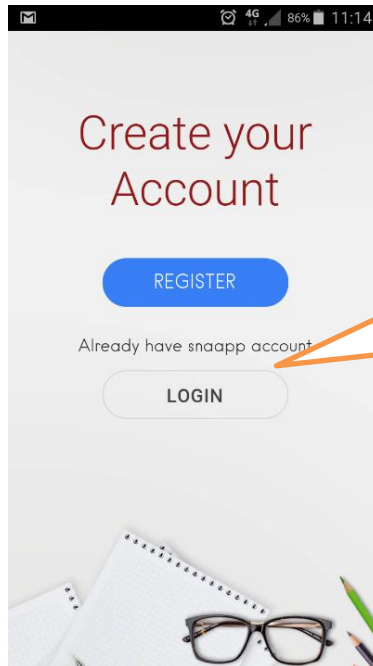 4G 86% 11:14
Create your
Account
REGISTER
Already have snaapp account
LOGIN